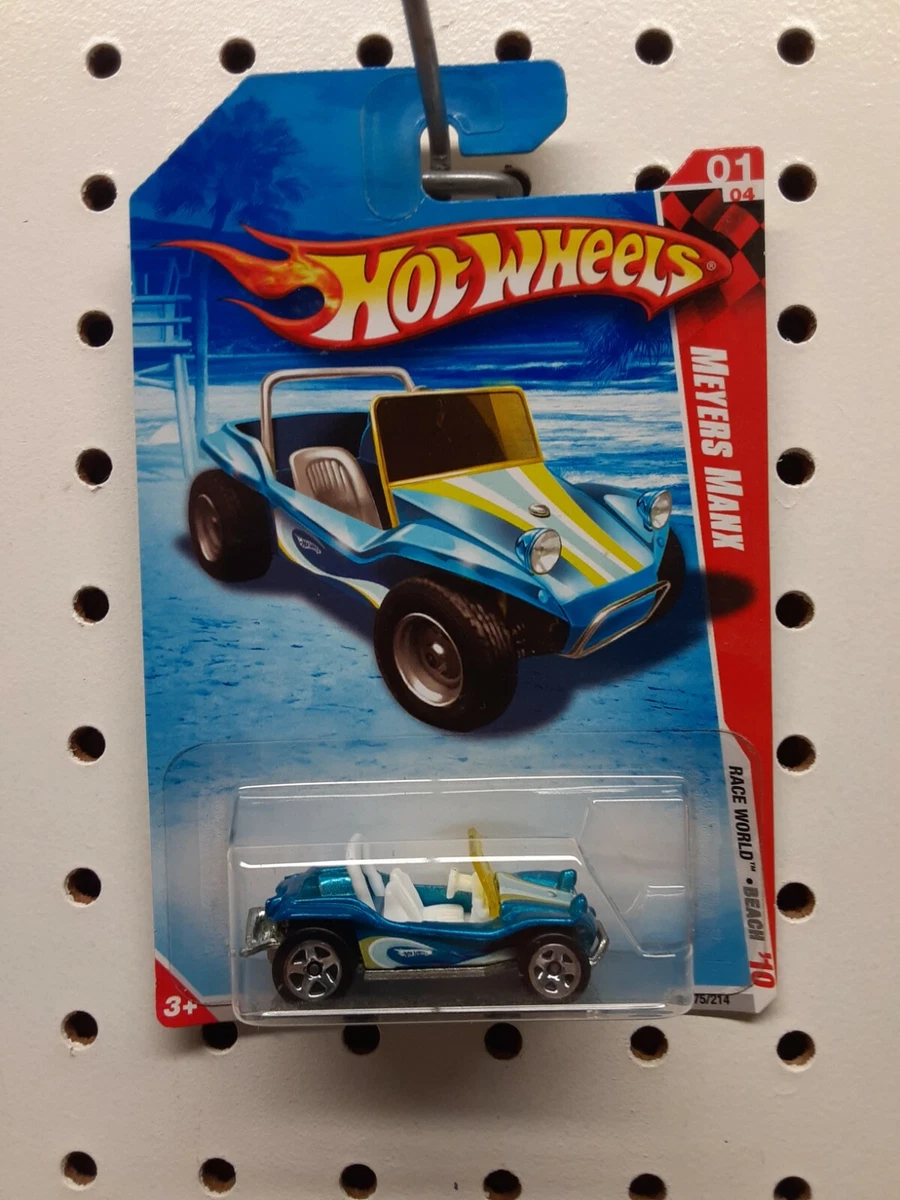 01
04
HOT WHEELS®
MEYERS MANX
RACE WORLD™ • BEACH '10
75/214
3+